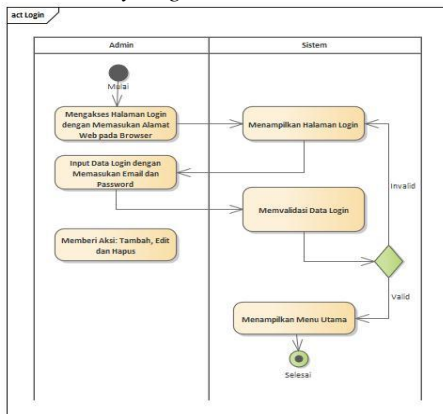 act Login
Admin
Sistem
Mulai
Mengakses Halaman Login
dengan Memasukan Alamat
Web pada Browser
Menampilkan Halaman Login
Input Data Login dengan
Memasukan Email dan
Password
Invalid
Memvalidasi Data Login
Memberi Aksi: Tambah, Edit
dan Hapus
Valid
Menampilkan Menu Utama
Selesai